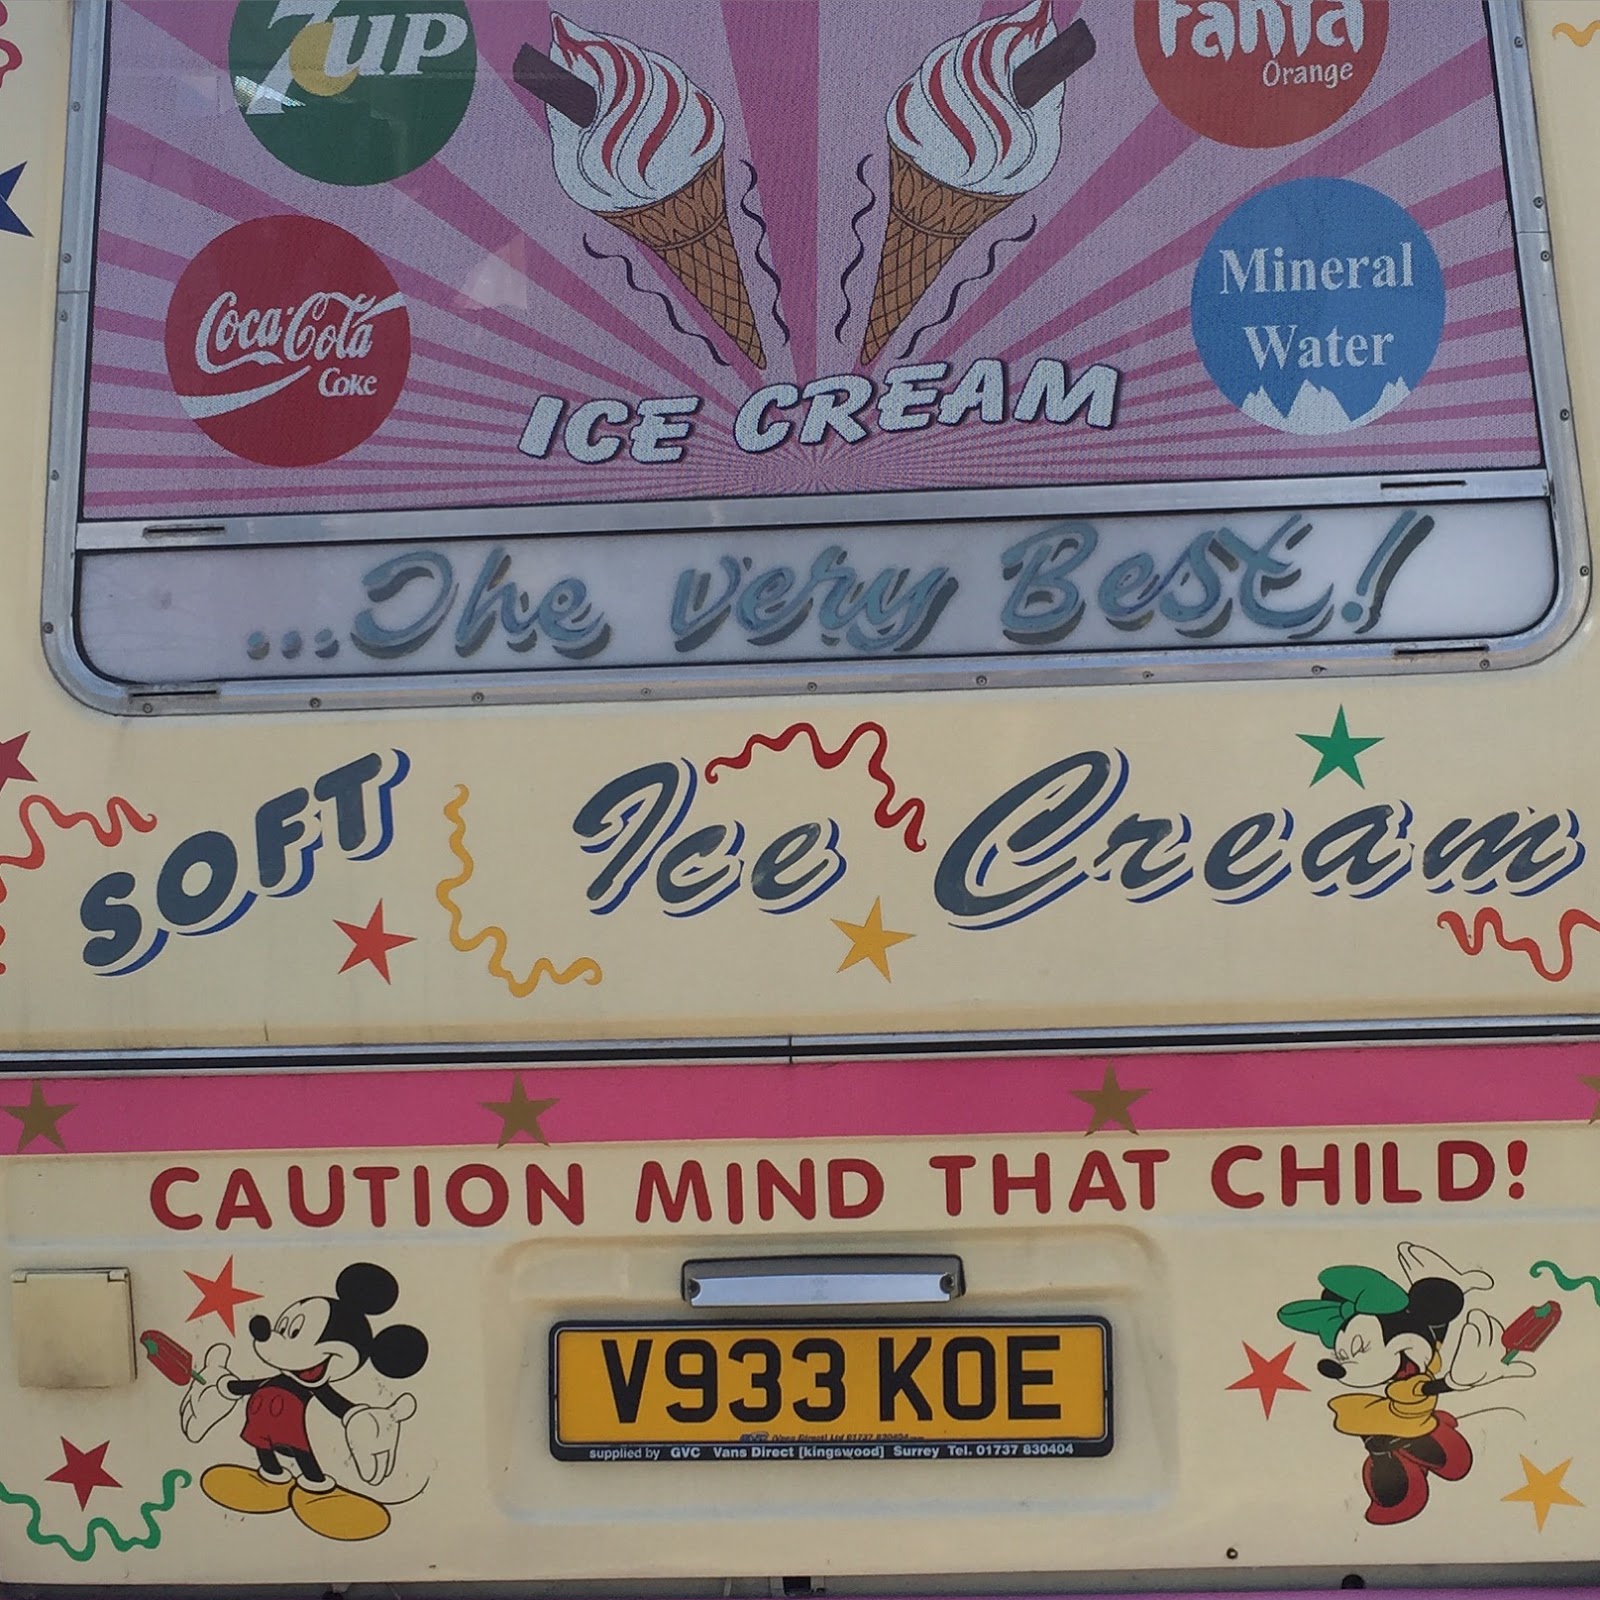 7UP
Fanta
Orange
Coca-Cola
Coke
Mineral
Water
ICE CREAM
...The very Best!
SOFT Ice Cream
CAUTION MIND THAT CHILD!
V933 KOE
supplied by GVC Vans Direct [kingswood] Surrey Tel. 01737 830404